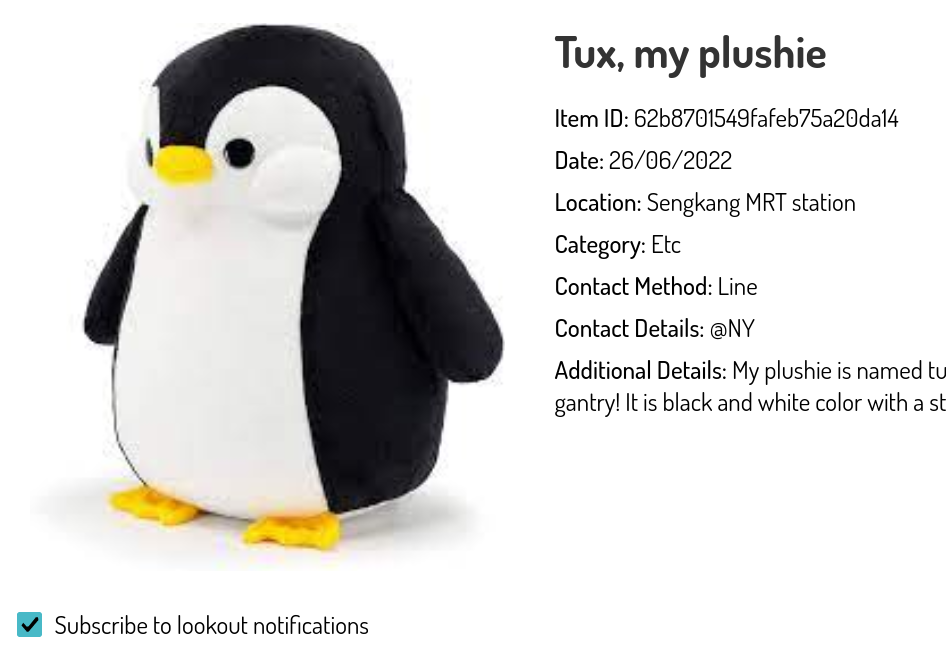 Tux, my plushie
Item ID: 62b8701549fafeb75a20da14
Date: 26/06/2022
Location: Sengkang MRT station
Category: Etc
Contact Method: Line
Contact Details: @NY
Additional Details: My plushie is named tu
gantry! It is black and white color with a st
Subscribe to lookout notifications